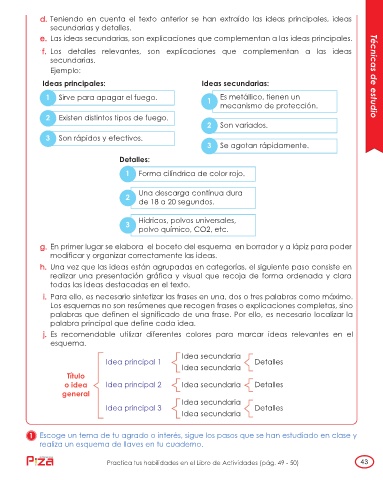 d. Teniendo en cuenta el texto anterior se han extraído las ideas principales, ideas
secundarias y detalles.
e. Las ideas secundarias, son explicaciones que complementan a las ideas principales.
f. Los detalles relevantes, son explicaciones que complementan a las ideas
secundarias.
Ejemplo:
Ideas principales:
1 Sirve para apagar el fuego.
2 Existen distintos tipos de fuego.
3 Son rápidos y efectivos.
Ideas secundarias:
1 Es metálico, tienen un
mecanismo de protección.
2 Son variados.
3 Se agotan rápidamente.
Detalles:
1 Forma cilíndrica de color rojo.
2 Una descarga continua dura
de 18 a 20 segundos.
3 Hídricos, polvos universales,
polvo químico, CO2, etc.
g. En primer lugar se elabora el boceto del esquema en borrador y a lápiz para poder
modificar y organizar correctamente las ideas.
h. Una vez que las ideas están agrupadas en categorías, el siguiente paso consiste en
realizar una presentación gráfica y visual que recoja de forma ordenada y clara
todas las ideas destacadas en el texto.
i. Para ello, es necesario sintetizar las frases en una, dos o tres palabras como máximo.
Los esquemas no son resúmenes que recogen frases o explicaciones completas, sino
palabras que definen el significado de una frase. Por ello, es necesario localizar la
palabra principal que define cada idea.
j. Es recomendable utilizar diferentes colores para marcar ideas relevantes en el
esquema.
Título
o idea
general
Idea principal 1
Idea secundaria
Idea secundaria
Detalles
Idea principal 2
Idea secundaria
Detalles
Idea principal 3
Idea secundaria
Idea secundaria
Detalles
1 Escoge un tema de tu agrado o interés, sigue los pasos que se han estudiado en clase y
realiza un esquema de llaves en tu cuaderno.
Practica tus habilidades en el Libro de Actividades (pág. 49 - 50)
43
Técnicas de estudio